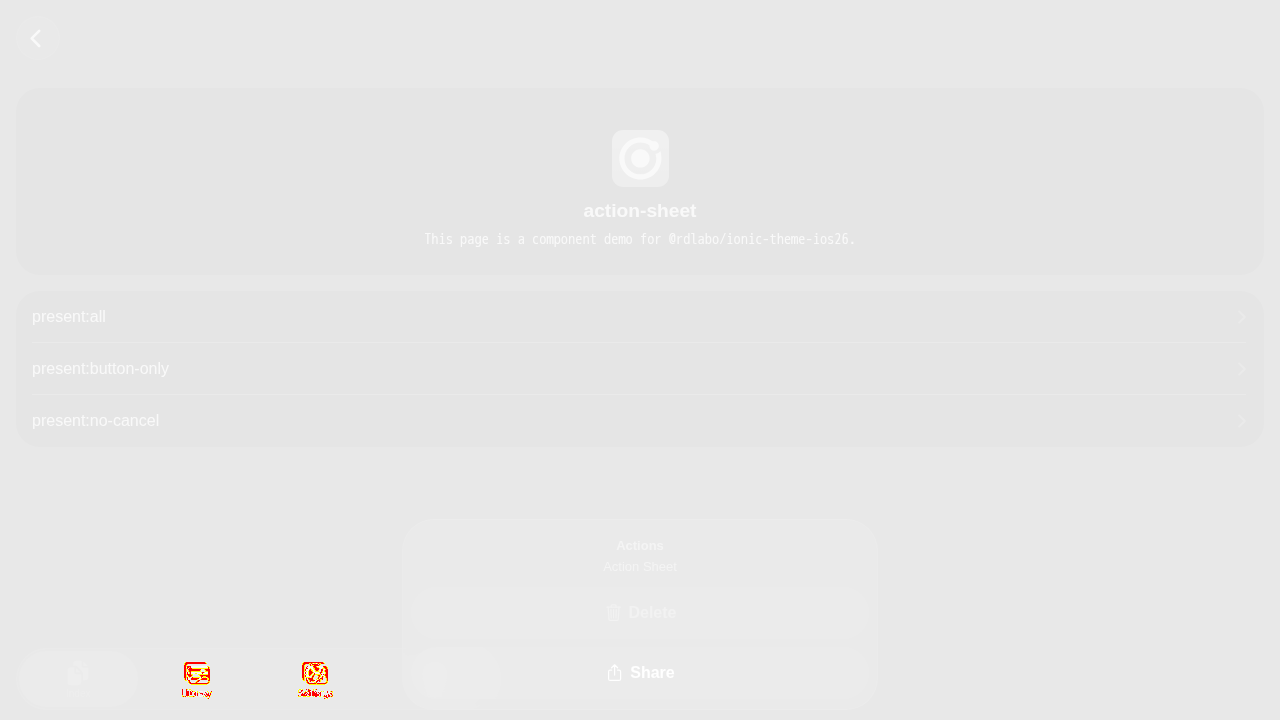 action-sheet
This page is a component demo for @rdlabo/ionic-theme-ios26.
present:all
present:button-only
present:no-cancel
Actions
Action Sheet
Delete
Share